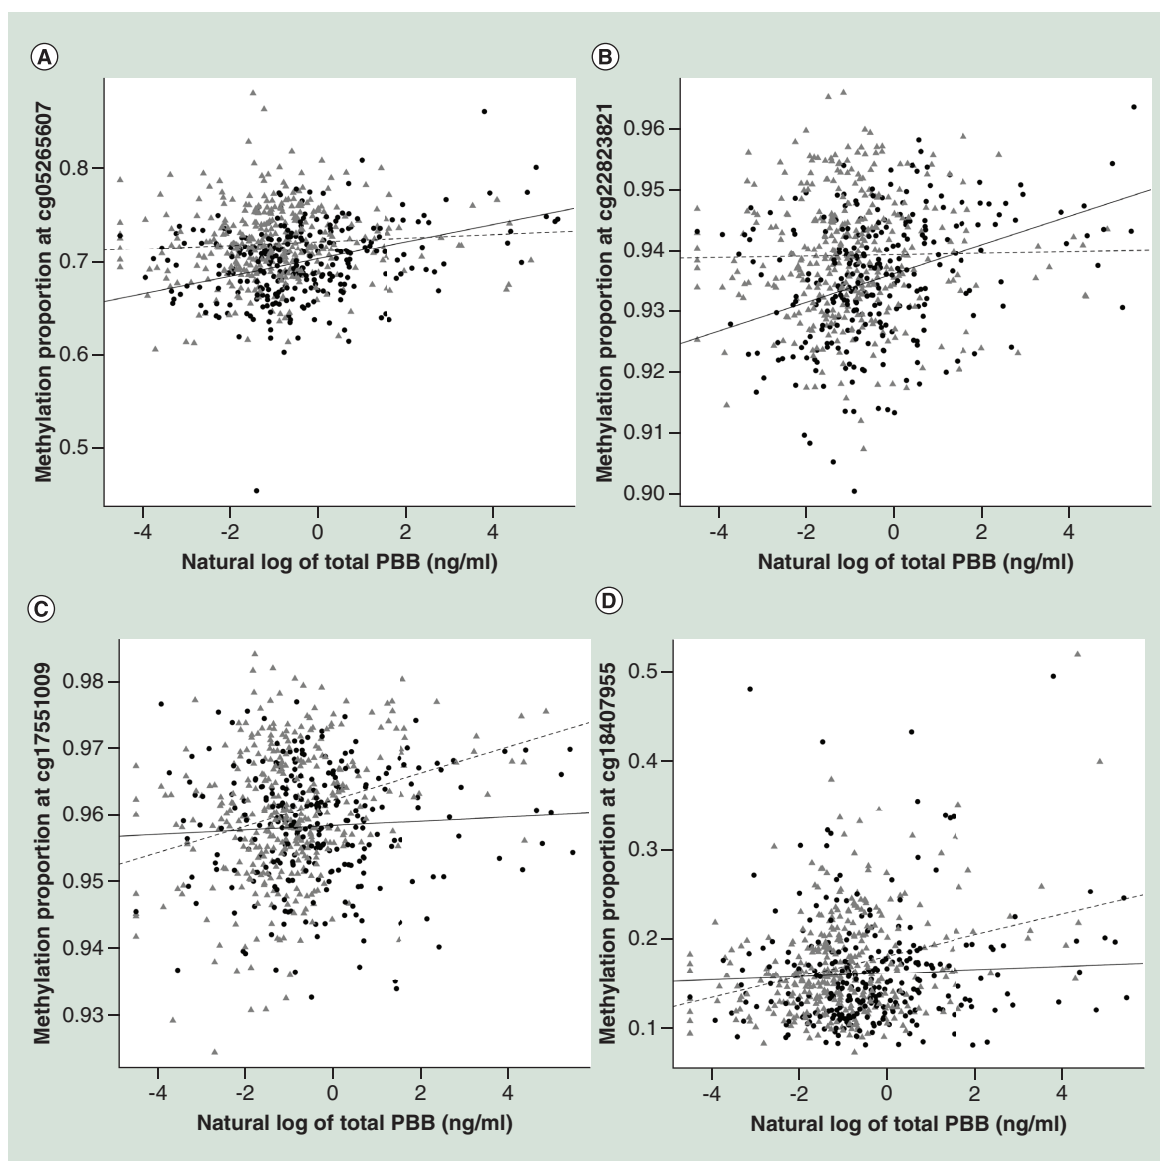 A
Methylation proportion at cg05265607
0.8
0.7
0.6
0.5
-4 -2 0 2 4
Natural log of total PBB (ng/ml)
B
Methylation proportion at cg22823821
0.96
0.95
0.94
0.93
0.92
0.91
0.90
-4 -2 0 2 4
Natural log of total PBB (ng/ml)
C
Methylation proportion at cg17551009
0.98
0.97
0.96
0.95
0.94
0.93
-4 -2 0 2 4
Natural log of total PBB (ng/ml)
D
Methylation proportion at cg18407955
0.5
0.4
0.3
0.2
0.1
-4 -2 0 2 4
Natural log of total PBB (ng/ml)